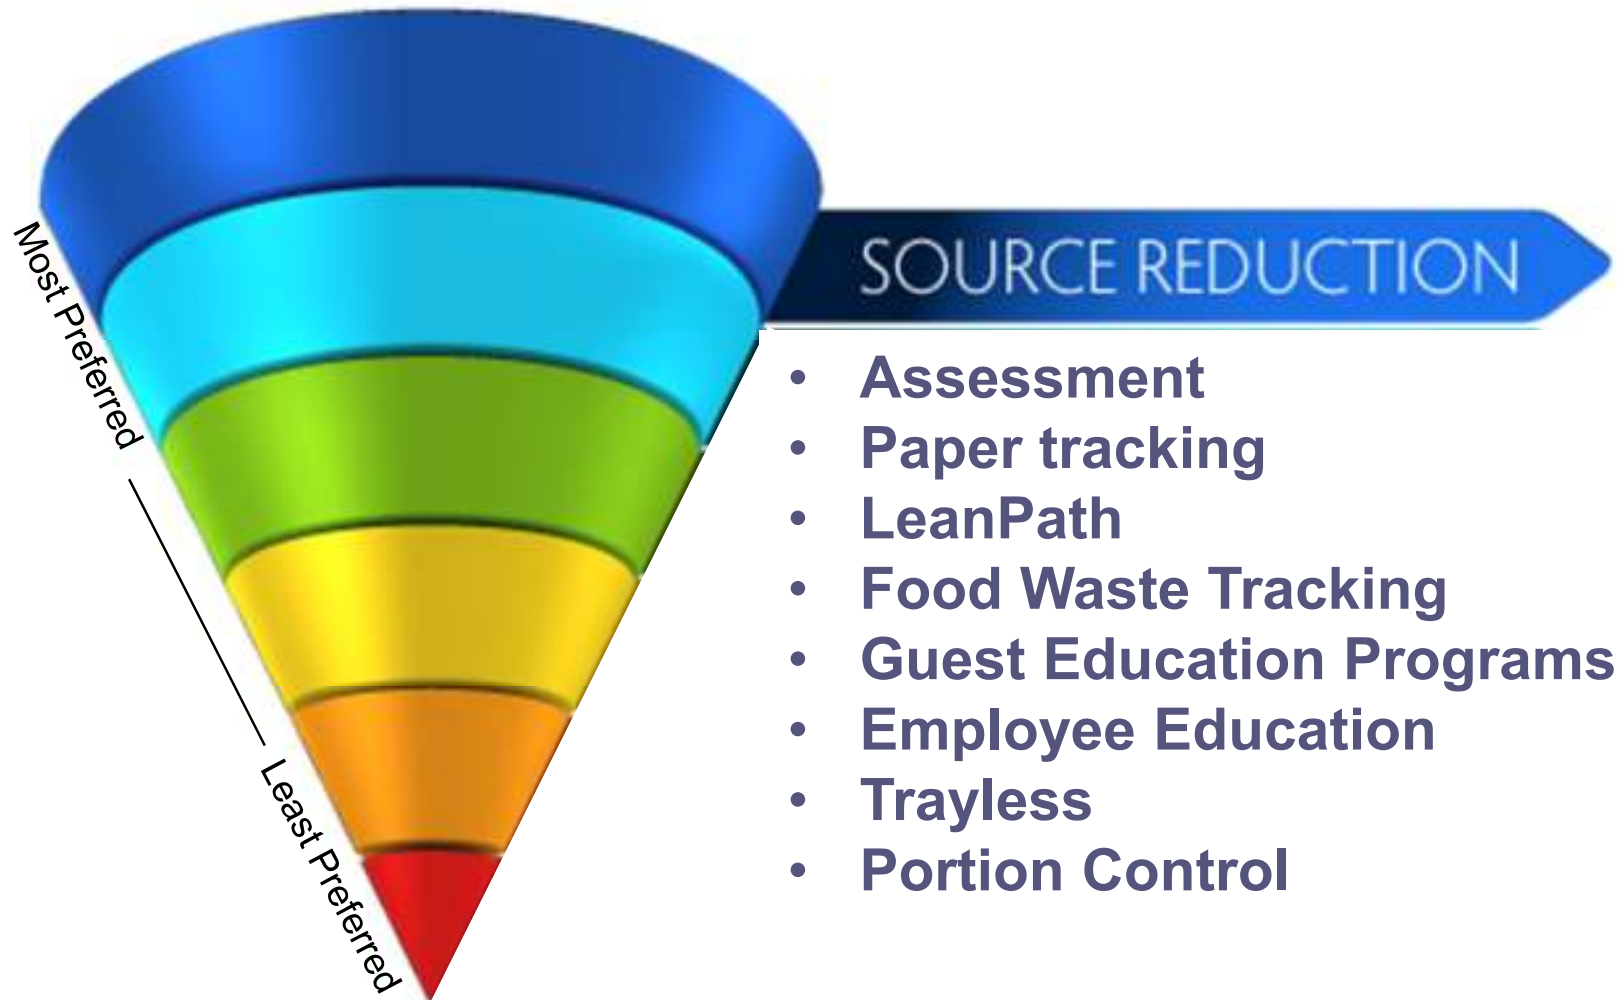 SOURCE REDUCTION
Most Preferred
Least Preferred
• Assessment
• Paper tracking
• LeanPath
• Food Waste Tracking
• Guest Education Programs
• Employee Education
• Trayless
• Portion Control